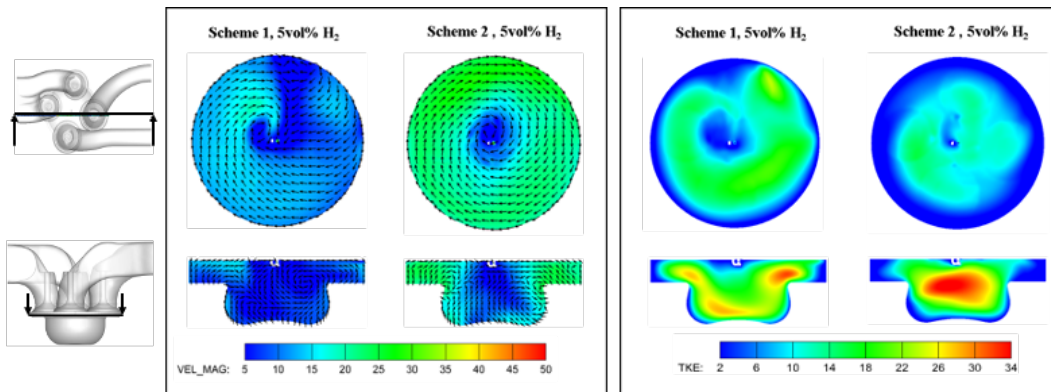 Scheme 1, 5vol% H₂
Scheme 2 , 5vol% H₂
VEL_MAG: 5 10 15 20 25 30 35 40 45 50
Scheme 1, 5vol% H₂
Scheme 2 , 5vol% H₂
TKE: 2 6 10 14 18 22 26 30 34